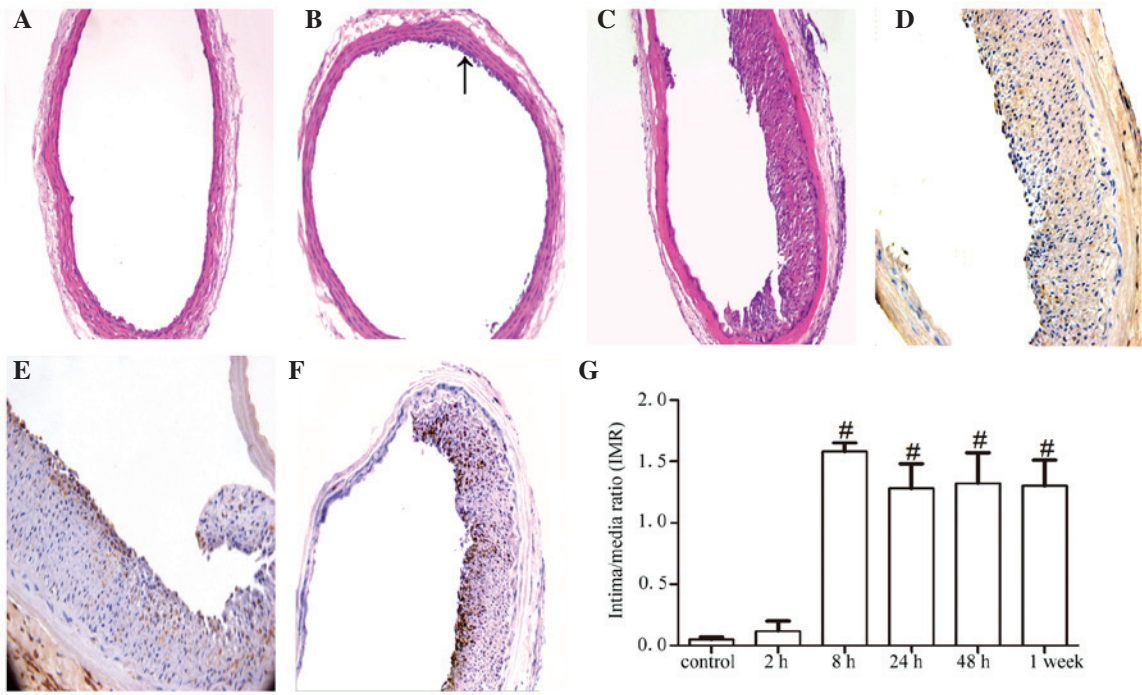 A
B
C
D
E
F
G
Intima/media ratio (IMR)
2.0
1.5
1.0
0.5
0.0
#
#
#
#
control
2 h
8 h
24 h
48 h
1 week